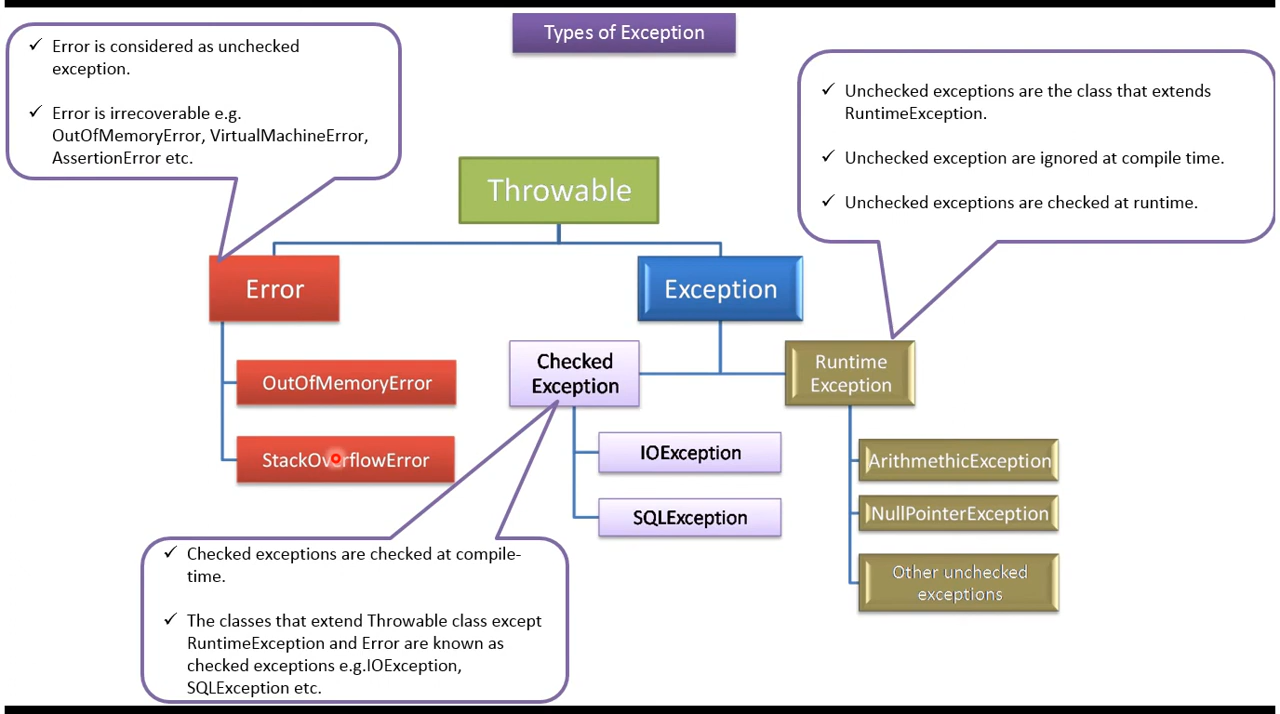 Types of Exception
✓ Error is considered as unchecked
exception.
✓ Error is irrecoverable e.g.
OutOfMemoryError, VirtualMachineError,
AssertionError etc.
✓ Unchecked exceptions are the class that extends
RuntimeException.
✓ Unchecked exception are ignored at compile time.
✓ Unchecked exceptions are checked at runtime.
Throwable
Error
Exception
OutOfMemoryError
StackOverflowError
Checked
Exception
IOException
SQLException
Runtime
Exception
ArithmethicException
NullPointerException
Other unchecked
exceptions
✓ Checked exceptions are checked at compile-
time.
✓ The classes that extend Throwable class except
RuntimeException and Error are known as
checked exceptions e.g.IOException,
SQLException etc.